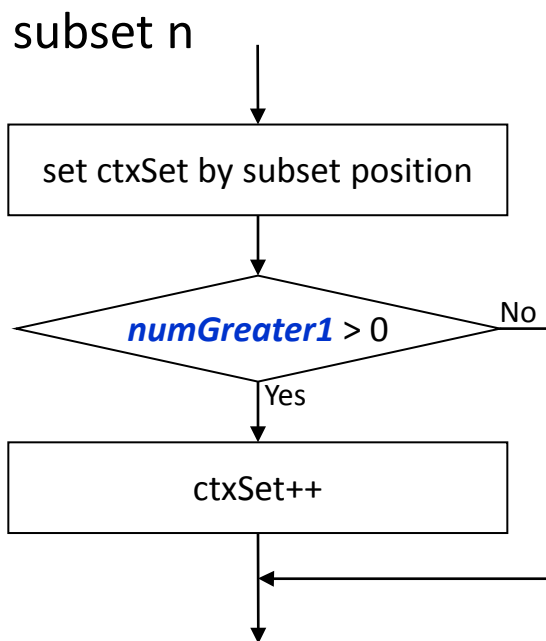 subset n
set ctxSet by subset position
numGreater1 > 0
No
Yes
ctxSet++